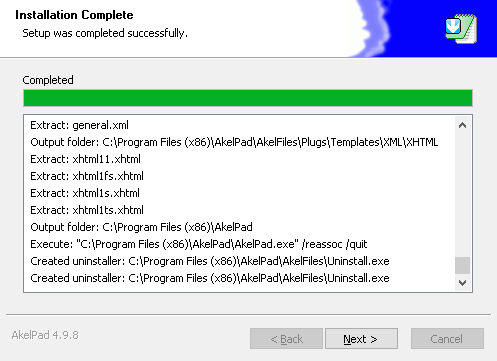 Installation Complete
Setup was completed successfully.
Completed
Extract: general.xml
Output folder: C:\Program Files (x86)\AkelPad\AkelFiles\Plugs\Templates\XML\XHTML
Extract: xhtml11.xhtml
Extract: xhtml1fs.xhtml
Extract: xhtml1s.xhtml
Extract: xhtml1ts.xhtml
Output folder: C:\Program Files (x86)\AkelPad
Execute: "C:\Program Files (x86)\AkelPad\AkelPad.exe" /reassoc /quit
Created uninstaller: C:\Program Files (x86)\AkelPad\AkelFiles\Uninstall.exe
Created uninstaller: C:\Program Files (x86)\AkelPad\AkelFiles\Uninstall.exe
AkelPad 4.9.8
< Back
Next >
Cancel